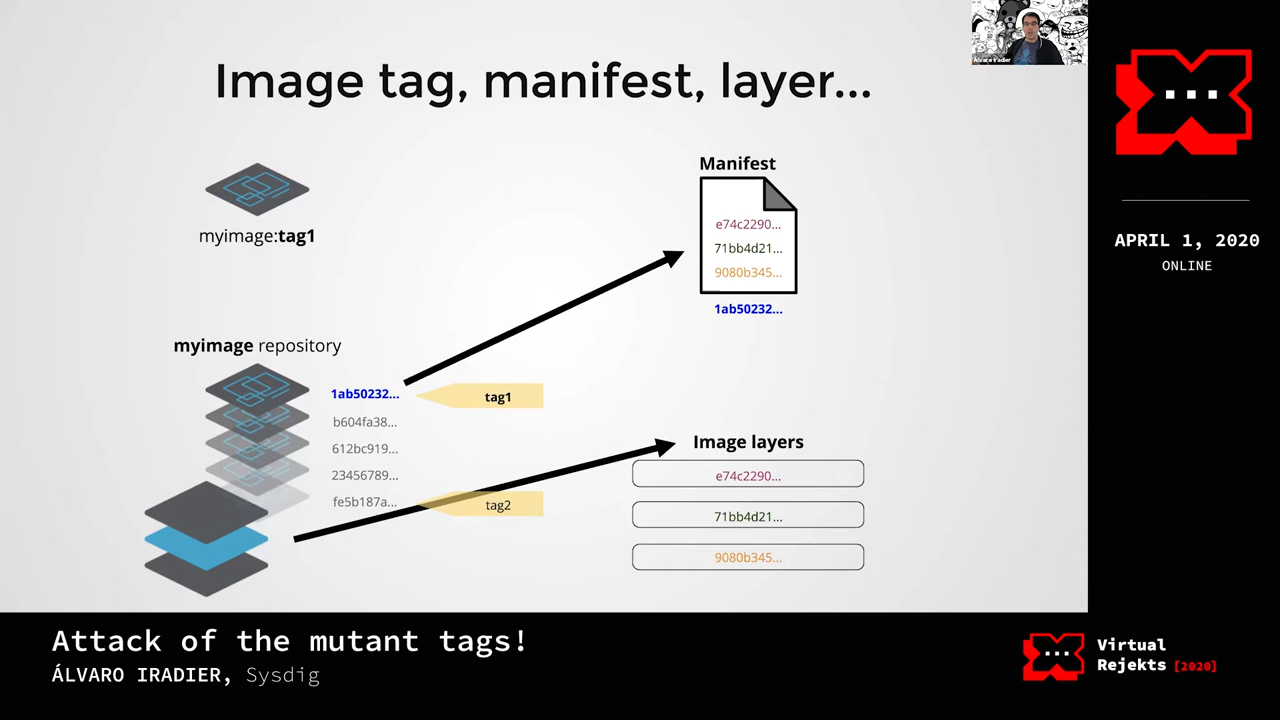 Image tag, manifest, layer...
Álvaro Iradier
myimage:tag1
Manifest
e74c2290...
71bb4d21...
9080b345...
1ab50232...
myimage repository
1ab50232...
tag1
b604fa38...
612bc919...
23456789...
fe5b187a...
tag2
Image layers
e74c2290...
71bb4d21...
9080b345...
APRIL 1, 2020
ONLINE
Attack of the mutant tags!
ÁLVARO IRADIER, Sysdig
Virtual
Rejekts [2020]